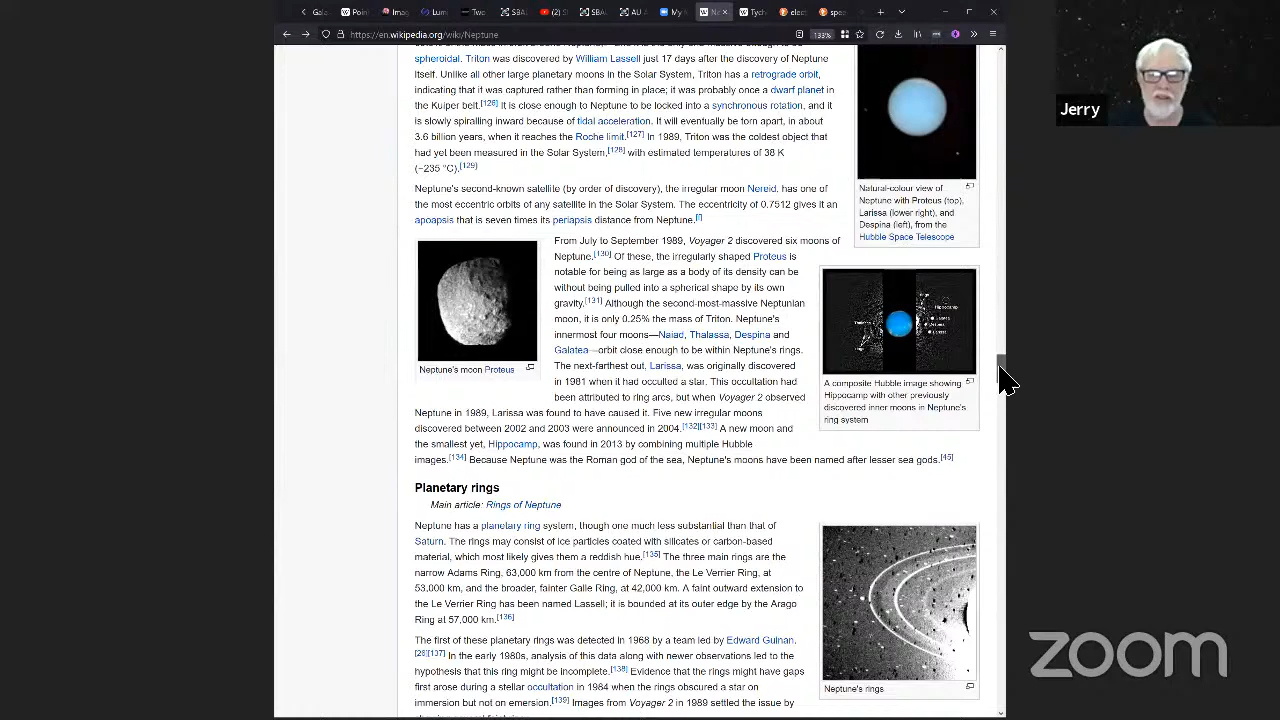 Gala
Poin
Imag
Lumi
Two
SBAL
SBAL
AU A
My M
Tych
elect
spee
https://en.wikipedia.org/wiki/Neptune
133%
Jerry
spheroidal. Triton was discovered by William Lassell just 17 days after the discovery of Neptune
itself. Unlike all other large planetary moons in the Solar System, Triton has a retrograde orbit,
indicating that it was captured rather than forming in place; it was probably once a dwarf planet in
the Kuiper belt.[126] It is close enough to Neptune to be locked into a synchronous rotation, and it
is slowly spiralling inward because of tidal acceleration. It will eventually be torn apart, in about
3.6 billion years, when it reaches the Roche limit.[127] In 1989, Triton was the coldest object that
had yet been measured in the Solar System,[128] with estimated temperatures of 38 K
(−235 °C).[129]
Natural-colour view of
Neptune with Proteus (top),
Larissa (lower right), and
Despina (left), from the
Hubble Space Telescope
Neptune's second-known satellite (by order of discovery), the irregular moon Nereid, has one of
the most eccentric orbits of any satellite in the Solar System. The eccentricity of 0.7512 gives it an
apoapsis that is seven times its periapsis distance from Neptune.[f]
Neptune's moon Proteus
From July to September 1989, Voyager 2 discovered six moons of
Neptune.[130] Of these, the irregularly shaped Proteus is
notable for being as large as a body of its density can be
without being pulled into a spherical shape by its own
gravity.[131] Although the second-most-massive Neptunian
moon, it is only 0.25% the mass of Triton. Neptune's
innermost four moons—Naiad, Thalassa, Despina and
Galatea—orbit close enough to be within Neptune's rings.
The next-farthest out, Larissa, was originally discovered
in 1981 when it had occulted a star. This occultation had
been attributed to ring arcs, but when Voyager 2 observed
Neptune in 1989, Larissa was found to have caused it. Five new irregular moons
discovered between 2002 and 2003 were announced in 2004.[132][133] A new moon and
the smallest yet, Hippocamp, was found in 2013 by combining multiple Hubble
images.[134] Because Neptune was the Roman god of the sea, Neptune's moons have been named after lesser sea gods.[45]
Hippocamp
Galatea
Despina
Larissa
Thalassa
A composite Hubble image showing
Hippocamp with other previously
discovered inner moons in Neptune's
ring system
Planetary rings
Main article: Rings of Neptune
Neptune has a planetary ring system, though one much less substantial than that of
Saturn. The rings may consist of ice particles coated with silicates or carbon-based
material, which most likely gives them a reddish hue.[135] The three main rings are the
narrow Adams Ring, 63,000 km from the centre of Neptune, the Le Verrier Ring, at
53,000 km, and the broader, fainter Galle Ring, at 42,000 km. A faint outward extension to
the Le Verrier Ring has been named Lassell; it is bounded at its outer edge by the Arago
Ring at 57,000 km.[136]
The first of these planetary rings was detected in 1968 by a team led by Edward Guinan.
[26][137] In the early 1980s, analysis of this data along with newer observations led to the
hypothesis that this ring might be incomplete.[138] Evidence that the rings might have gaps
first arose during a stellar occultation in 1984 when the rings obscured a star on
immersion but not on emersion.[139] Images from Voyager 2 in 1989 settled the issue by
Neptune's rings
zoom